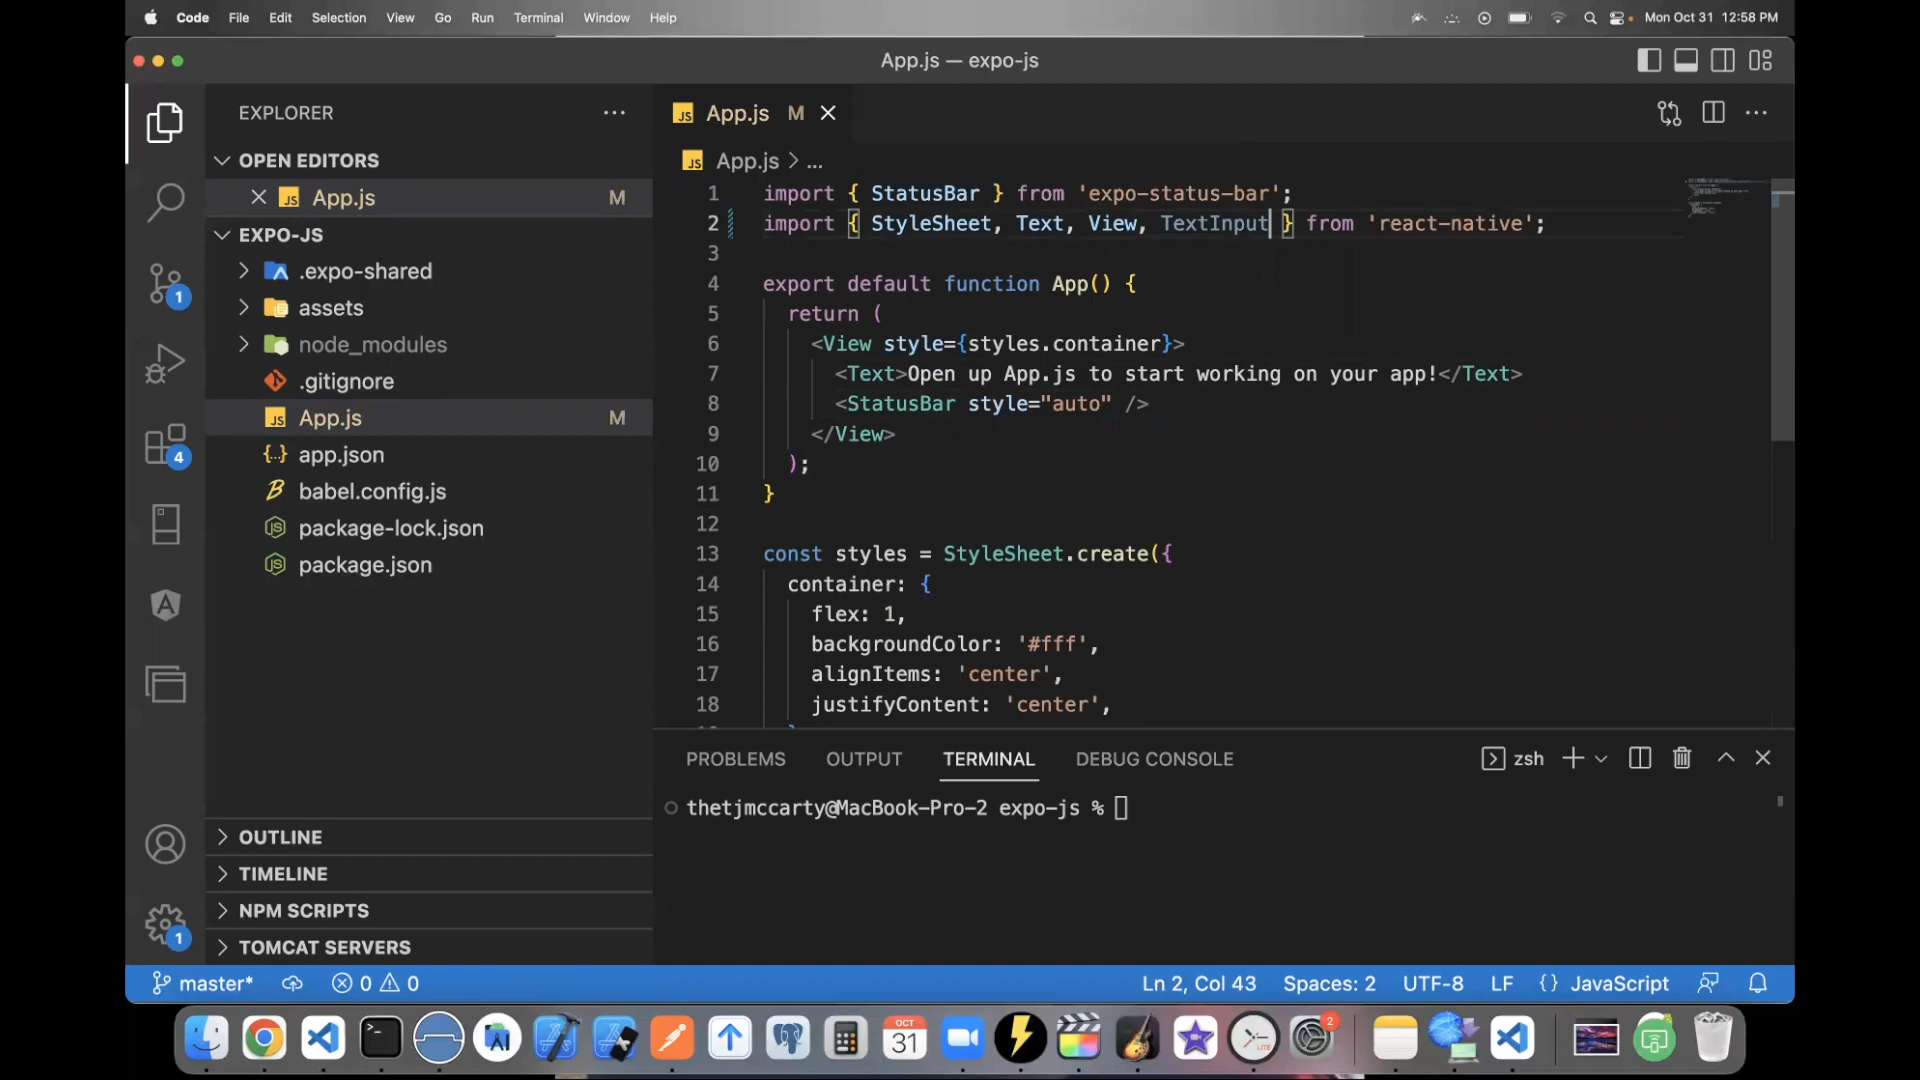 Code File Edit Selection View Go Run Terminal Window Help
Mon Oct 31 12:58 PM
App.js — expo-js
EXPLORER
OPEN EDITORS
App.js M
EXPO-JS
.expo-shared
assets
node_modules
.gitignore
App.js M
app.json
babel.config.js
package-lock.json
package.json
OUTLINE
TIMELINE
NPM SCRIPTS
TOMCAT SERVERS
1
4
1
App.js M
App.js > ...
1 import { StatusBar } from 'expo-status-bar';
2 import { StyleSheet, Text, View, TextInput } from 'react-native';
3
4 export default function App() {
5 return (
6 <View style={styles.container}>
7 <Text>Open up App.js to start working on your app!</Text>
8 <StatusBar style="auto" />
9 </View>
10 );
11 }
12
13 const styles = StyleSheet.create({
14 container: {
15 flex: 1,
16 backgroundColor: '#fff',
17 alignItems: 'center',
18 justifyContent: 'center',
PROBLEMS OUTPUT TERMINAL DEBUG CONSOLE
zsh
thetjmccarty@MacBook-Pro-2 expo-js %
master* 0 0
Ln 2, Col 43 Spaces: 2 UTF-8 LF {} JavaScript
OCT
31
2